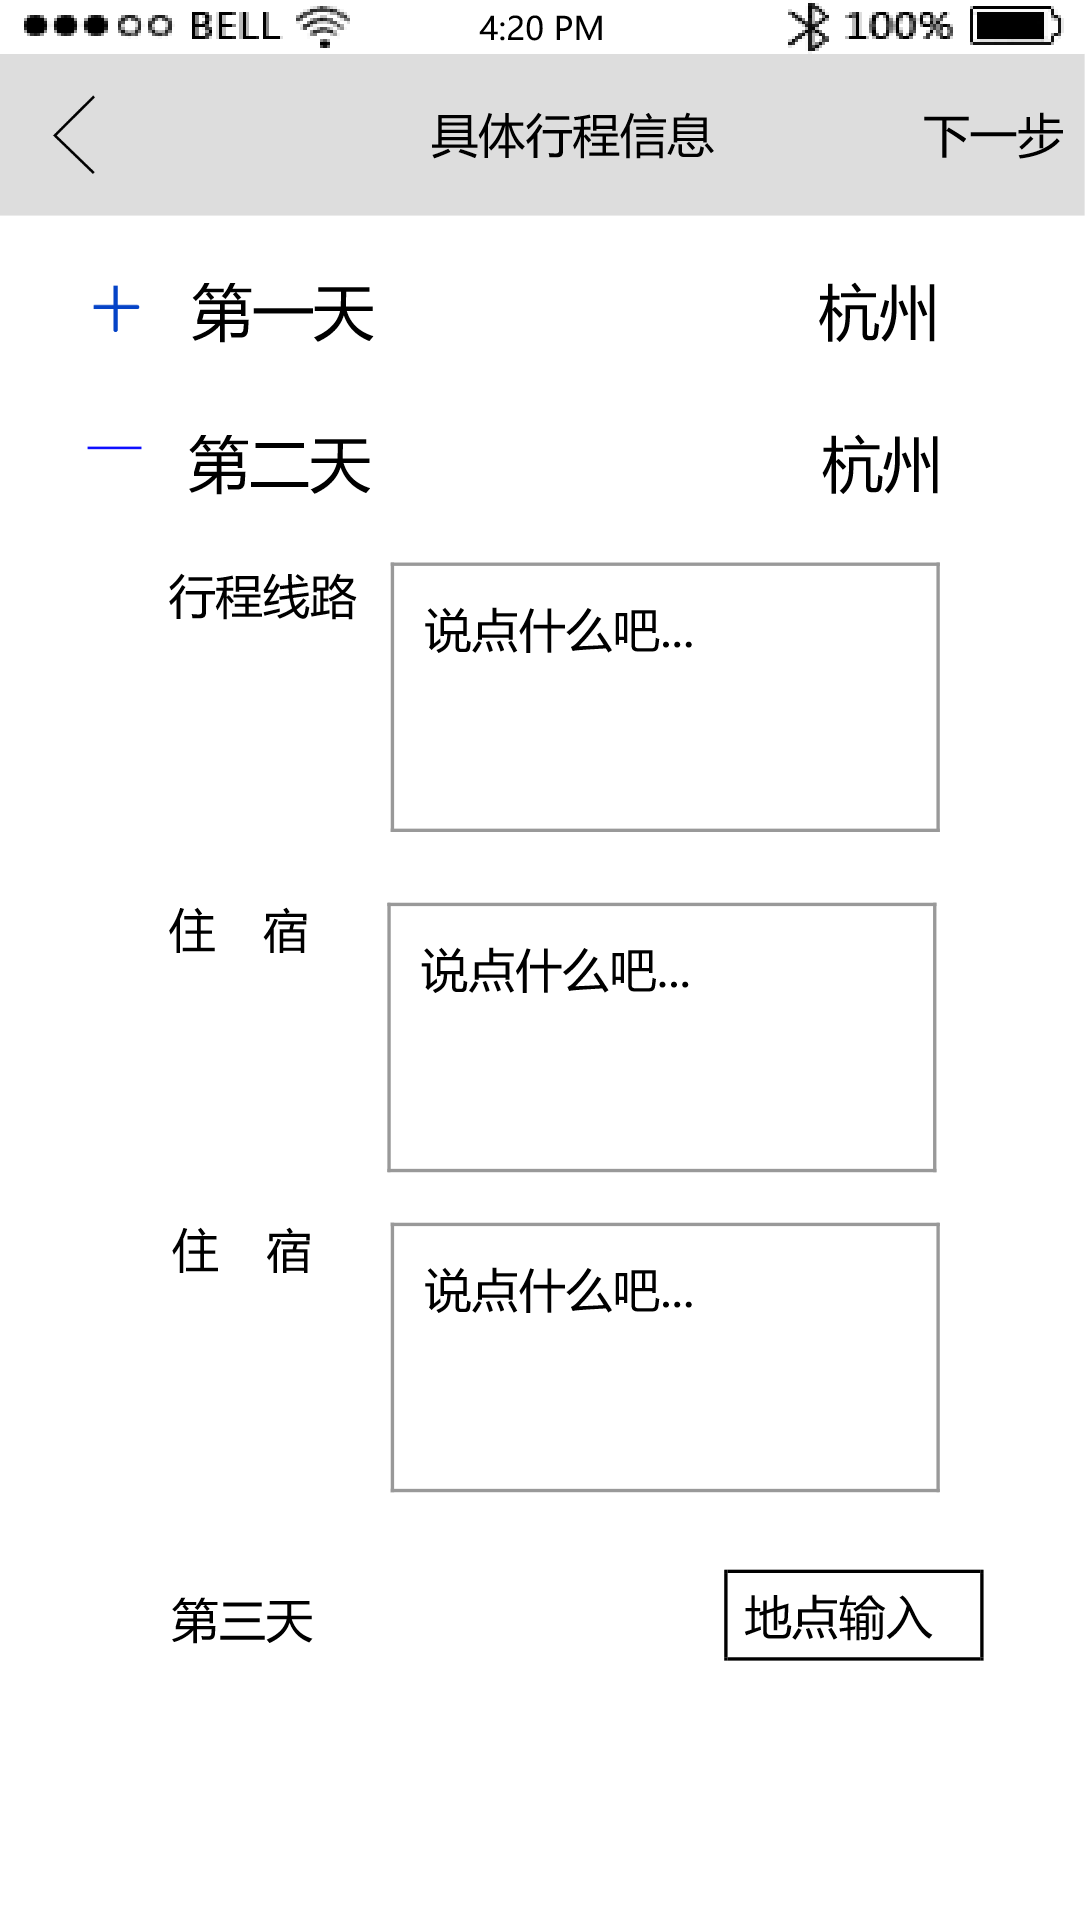 BELL 4:20 PM 100%
具体行程信息 下一步
第一天 杭州
第二天 杭州
行程线路 说点什么吧...
住 宿 说点什么吧...
住 宿 说点什么吧...
第三天 地点输入